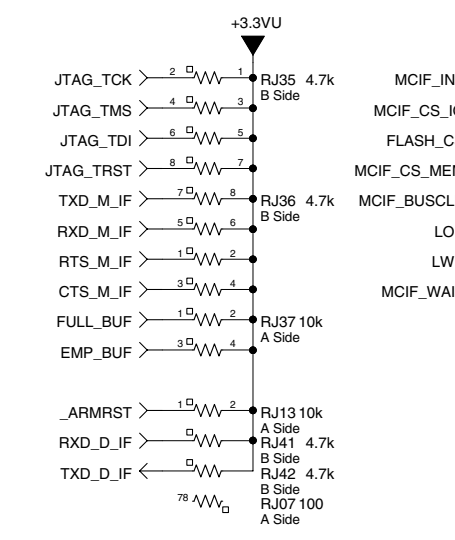 +3.3VU
JTAG_TCK 2 1 RJ35 4.7k
B Side
JTAG_TMS 4 3
JTAG_TDI 6 5
JTAG_TRST 8 7
TXD_M_IF 7 8 RJ36 4.7k
B Side
RXD_M_IF 5 6
RTS_M_IF 1 2
CTS_M_IF 3 4
FULL_BUF 1 2 RJ37 10k
A Side
EMP_BUF 3 4
_ARMRST 1 2 RJ13 10k
A Side
RXD_D_IF RJ41 4.7k
B Side
TXD_D_IF RJ42 4.7k
B Side
78 RJ07 100
A Side
MCIF_IN
MCIF_CS_I
FLASH_C
MCIF_CS_ME
MCIF_BUSCL
LO
LW
MCIF_WAI